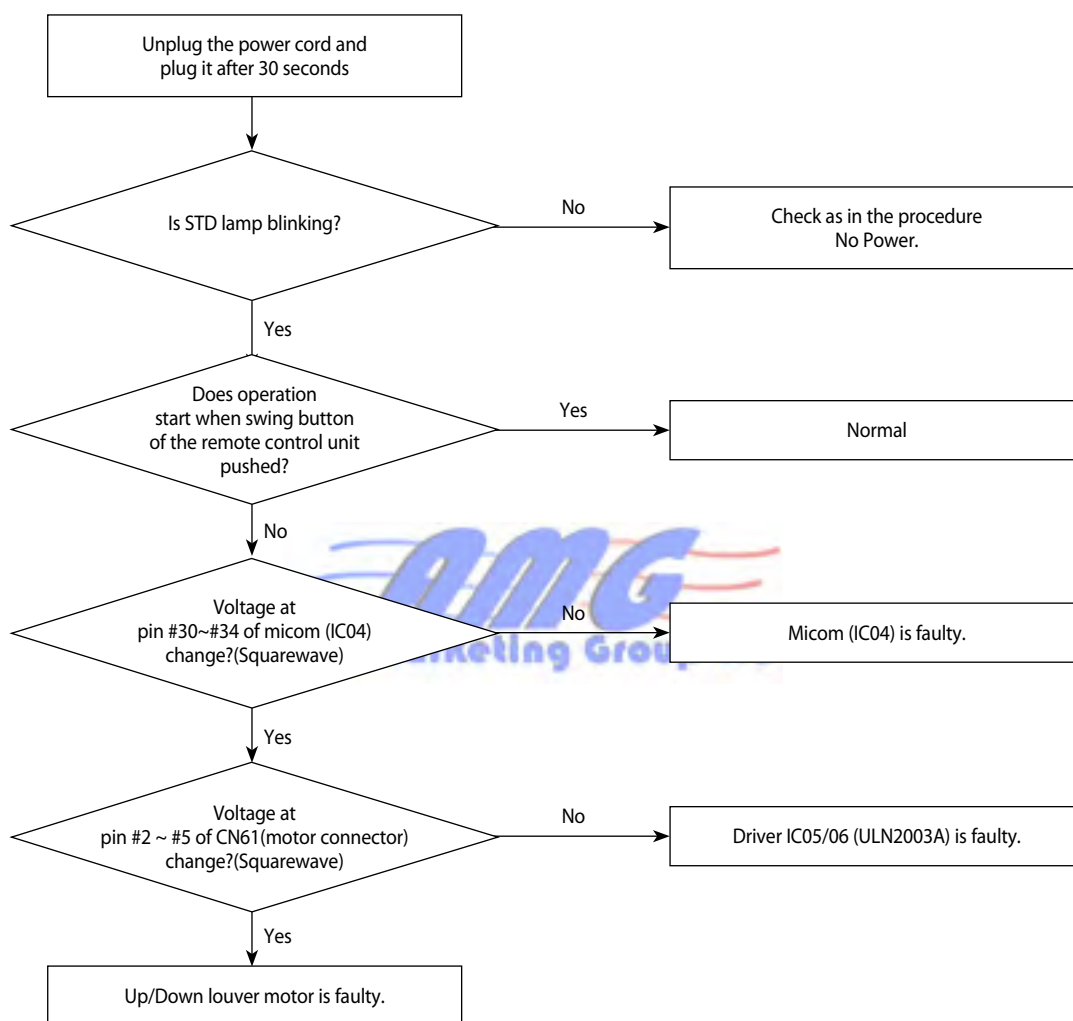 Unplug the power cord and
plug it after 30 seconds
Is STD lamp blinking?
No
Check as in the procedure
No Power.
Yes
Does operation
start when swing button
of the remote control unit
pushed?
Yes
Normal
No
AMG
Voltage at
pin #30~#34 of micom (IC04)
change?(Squarewave)
No
Micom (IC04) is faulty.
Group
Yes
Voltage at
pin #2 ~ #5 of CN61(motor connector)
change?(Squarewave)
No
Driver IC05/06 (ULN2003A) is faulty.
Yes
Up/Down louver motor is faulty.